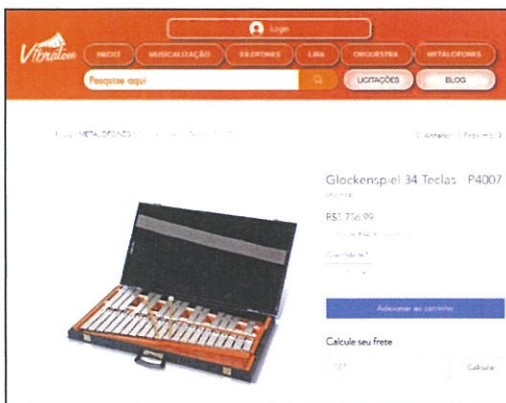 Login
Vibratom
INICIO MUSICALIZAÇÃO XILOFONES LIRA ORQUESTRA METALOFONES
Pesquise aqui
LICITAÇÕES BLOG
METALOFONES
Glockenspiel 34 Teclas P4007
Adicionar ao carrinho
Calcule seu frete
Calcular